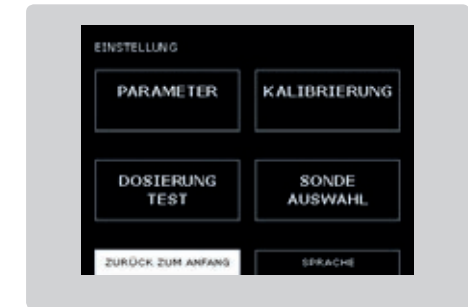 EINSTELLUNG
PARAMETER
KALIBRIERUNG
DOSIERUNG
TEST
SONDE
AUSWAHL
ZURÜCK ZUM ANFANG
SPRACHE